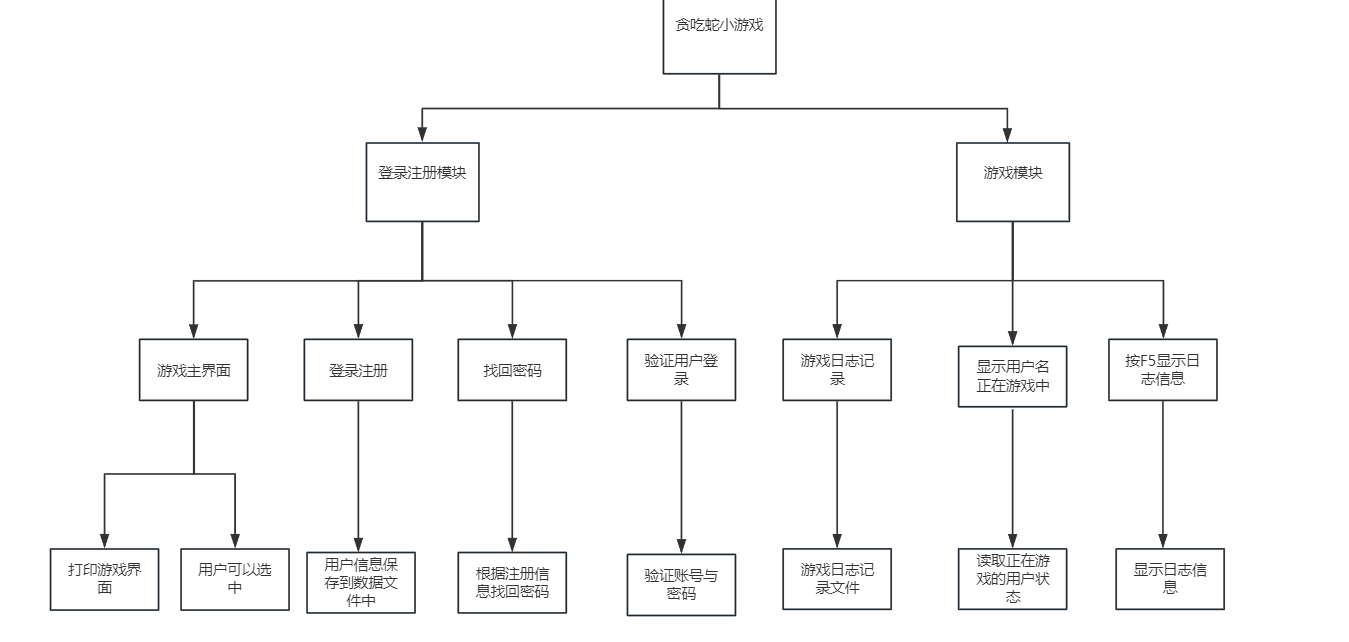 贪吃蛇小游戏
登录注册模块
游戏模块
游戏主界面
登录注册
找回密码
验证用户登
录
游戏日志记
录
显示用户名
正在游戏中
按F5显示日
志信息
打印游戏界
面
用户可以选
中
用户信息保
存到数据文
件中
根据注册信
息找回密码
验证账号与
密码
游戏日志记
录文件
读取正在游
戏的用户状
态
显示日志信
息